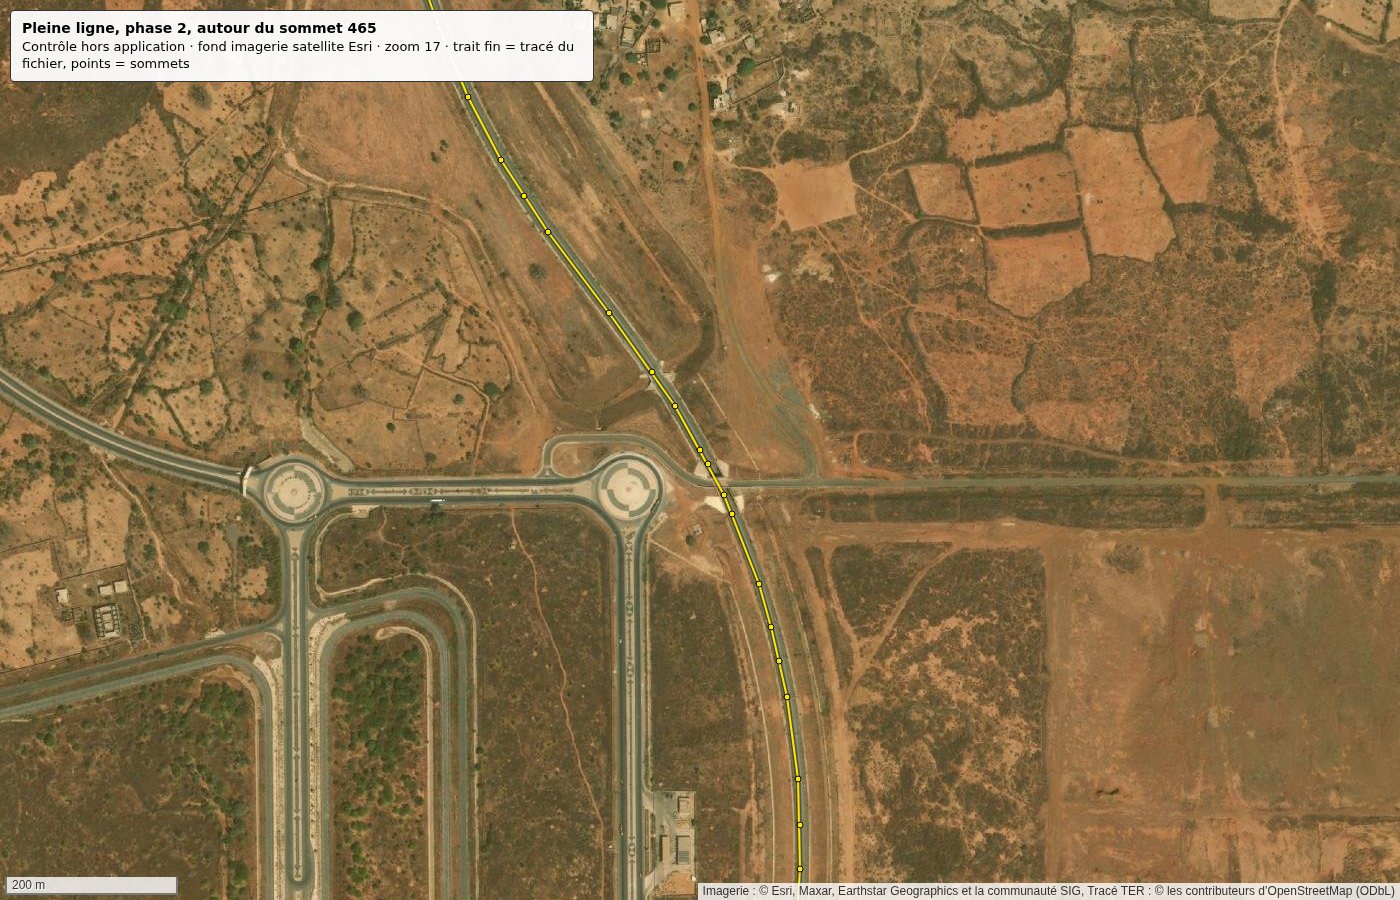 Pleine ligne, phase 2, autour du sommet 465
Contrôle hors application · fond imagerie satellite Esri · zoom 17 · trait fin = tracé du
fichier, points = sommets
200 m
Imagerie : © Esri, Maxar, Earthstar Geographics et la communauté SIG, Tracé TER : © les contributeurs d'OpenStreetMap (ODbL)